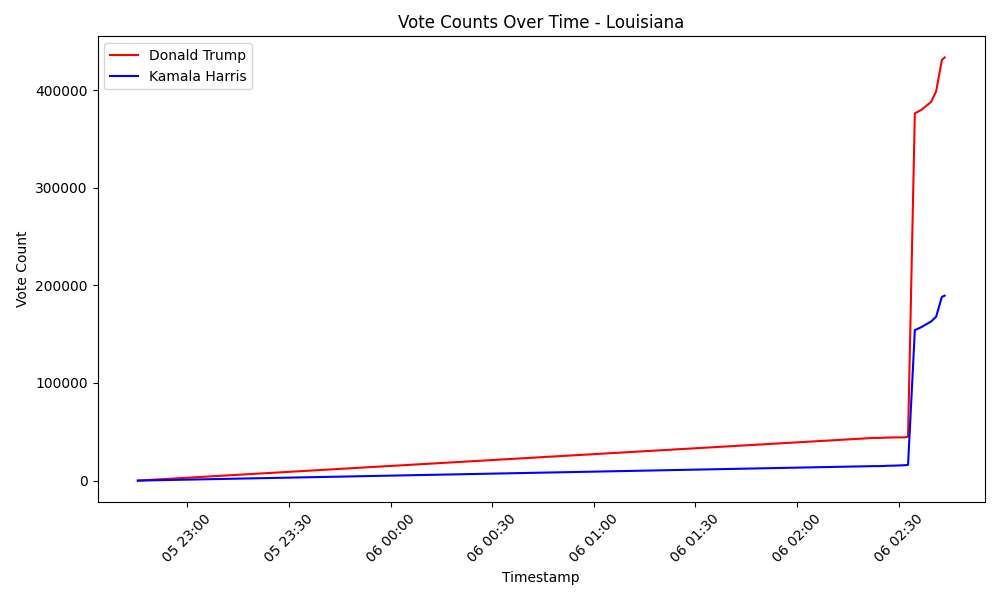 Vote Counts Over Time - Louisiana
Donald Trump
Kamala Harris
Vote Count
400000
300000
200000
100000
0
05 23:00
05 23:30
06 00:00
06 00:30
06 01:00
06 01:30
06 02:00
06 02:30
Timestamp